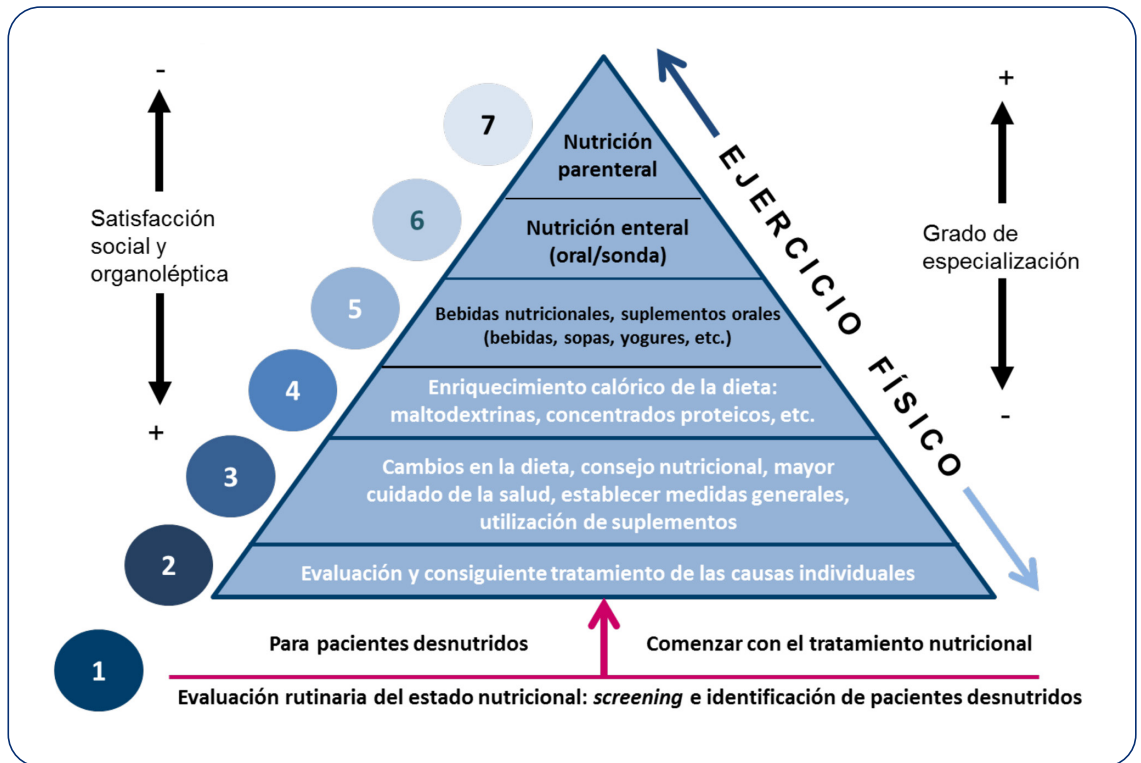 -
+
7
Nutrición
parenteral
6
Nutrición enteral
(oral/sonda)
Satisfacción
social y
organoléptica
Grado de
especialización
EJERCICIO FÍSICO
5
Bebidas nutricionales, suplementos orales
(bebidas, sopas, yogures, etc.)
4
Enriquecimiento calórico de la dieta:
maltodextrinas, concentrados proteicos, etc.
+
-
3
Cambios en la dieta, consejo nutricional, mayor
cuidado de la salud, establecer medidas generales,
utilización de suplementos
2
Evaluación y consiguiente tratamiento de las causas individuales
Para pacientes desnutridos
Comenzar con el tratamiento nutricional
1
Evaluación rutinaria del estado nutricional: screening e identificación de pacientes desnutridos